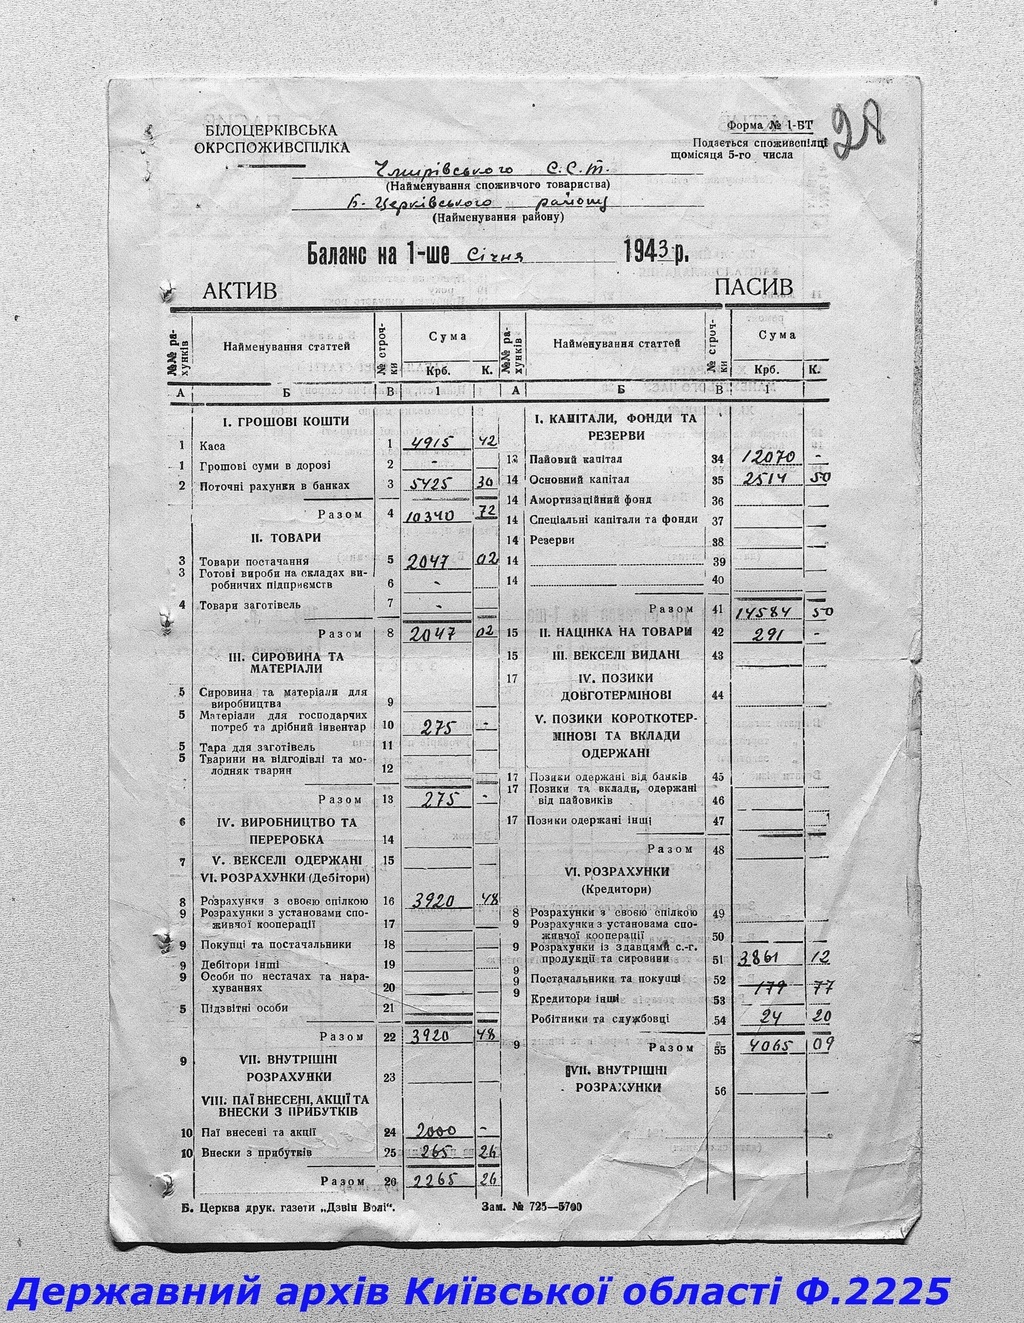 БІЛОЦЕРКІВСЬКА
ОКРСПОЖИВСПІЛКА
Форма № 1-БТ
Подається споживспілці
щомісяця 5-го числа
28
Чмирівського С.С.Т.
(Найменування споживчого товариства)
Б-Церківського району
(Найменування району)
Баланс на 1-ше Січня 1943 р.
АКТИВ
№№ рахунків | Найменування статтей | № строчки | Сума Крб. | К.
А | Б | В | 1
I. ГРОШОВІ КОШТИ
1 Каса 1 4915 42
1 Грошові суми в дорозі 2 -
2 Поточні рахунки в банках 3 5425 30
Разом 4 10340 72
II. ТОВАРИ
3 Товари постачання 5 2047 02
3 Готові вироби на складах ви-
робничих підприємств 6 -
4 Товари заготівель 7 -
Разом 8 2047 02
III. СИРОВИНА ТА
МАТЕРІАЛИ
5 Сировина та матеріали для
виробництва 9
5 Матеріали для господарчих
потреб та дрібний інвентар 10 275 -
5 Тара для заготівель 11
5 Тварини на відгодівлі та мо-
лодняк тварин 12
Разом 13 275 -
6 IV. ВИРОБНИЦТВО ТА
ПЕРЕРОБКА 14
7 V. ВЕКСЕЛІ ОДЕРЖАНІ 15
VI. РОЗРАХУНКИ (Дебітори)
8 Розрахунки з своєю спілкою 16 3920 48
9 Розрахунки з установами спо-
живчої кооперації 17
9 Покупці та постачальники 18
9 Дебітори інші 19
9 Особи по нестачах та нара-
хуваннях 20
5 Підзвітні особи 21
Разом 22 3920 48
9 VII. ВНУТРІШНІ
РОЗРАХУНКИ 23
VIII. ПАЇ ВНЕСЕНІ, АКЦІЇ ТА
ВНЕСКИ З ПРИБУТКІВ
10 Паї внесені та акції 24 2000 -
10 Внески з прибутків 25 265 26
Разом 26 2265 26
ПАСИВ
№№ рахунків | Найменування статтей | № строчки | Сума Крб. | К.
А | Б | В | 1
I. КАПІТАЛИ, ФОНДИ ТА
РЕЗЕРВИ
13 Пайовий капітал 34 12070 -
14 Основний капітал 35 2514 50
14 Амортизаційний фонд 36
14 Спеціальні капітали та фонди 37
14 Резерви 38
14 39
14 40
Разом 41 14584 50
15 II. НАЦІНКА НА ТОВАРИ 42 291 -
15 III. ВЕКСЕЛІ ВИДАНІ 43
17 IV. ПОЗИКИ
ДОВГОТЕРМІНОВІ 44
V. ПОЗИКИ КОРОТКОТЕР-
МІНОВІ ТА ВКЛАДИ
ОДЕРЖАНІ
17 Позики одержані від банків 45
17 Позики та вклади, одержані
від пайовиків 46
17 Позики одержані інші 47
Разом 48
VI. РОЗРАХУНКИ
(Кредитори)
8 Розрахунки з своєю спілкою 49
9 Розрахунки з установама спо-
живчої кооперації 50
9 Розрахунки із здавцями с.-г.
продукції та сировини 51 3861 12
9 Постачальники та покупці 52 179 77
9 Кредитори інші 53
9 Робітники та службовці 54 24 20
9 Разом 55 4065 09
VII. ВНУТРІШНІ
РОЗРАХУНКИ 56
Б. Церква друк. газети „Дзвін Волі“.
Зам. № 725—5700
Державний архів Київської області Ф.2225